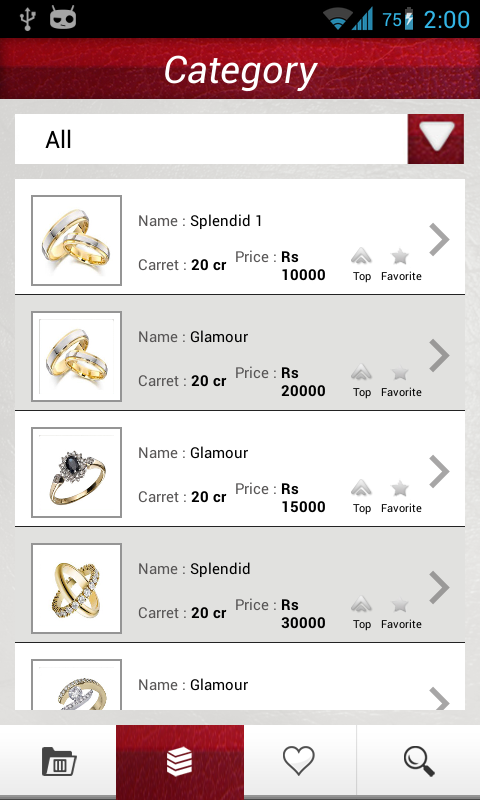 75 2:00
Category
All
Name : Splendid 1
Carret : 20 cr Price : Rs 10000
Top Favorite
Name : Glamour
Carret : 20 cr Price : Rs 20000
Top Favorite
Name : Glamour
Carret : 20 cr Price : Rs 15000
Top Favorite
Name : Splendid
Carret : 20 cr Price : Rs 30000
Top Favorite
Name : Glamour